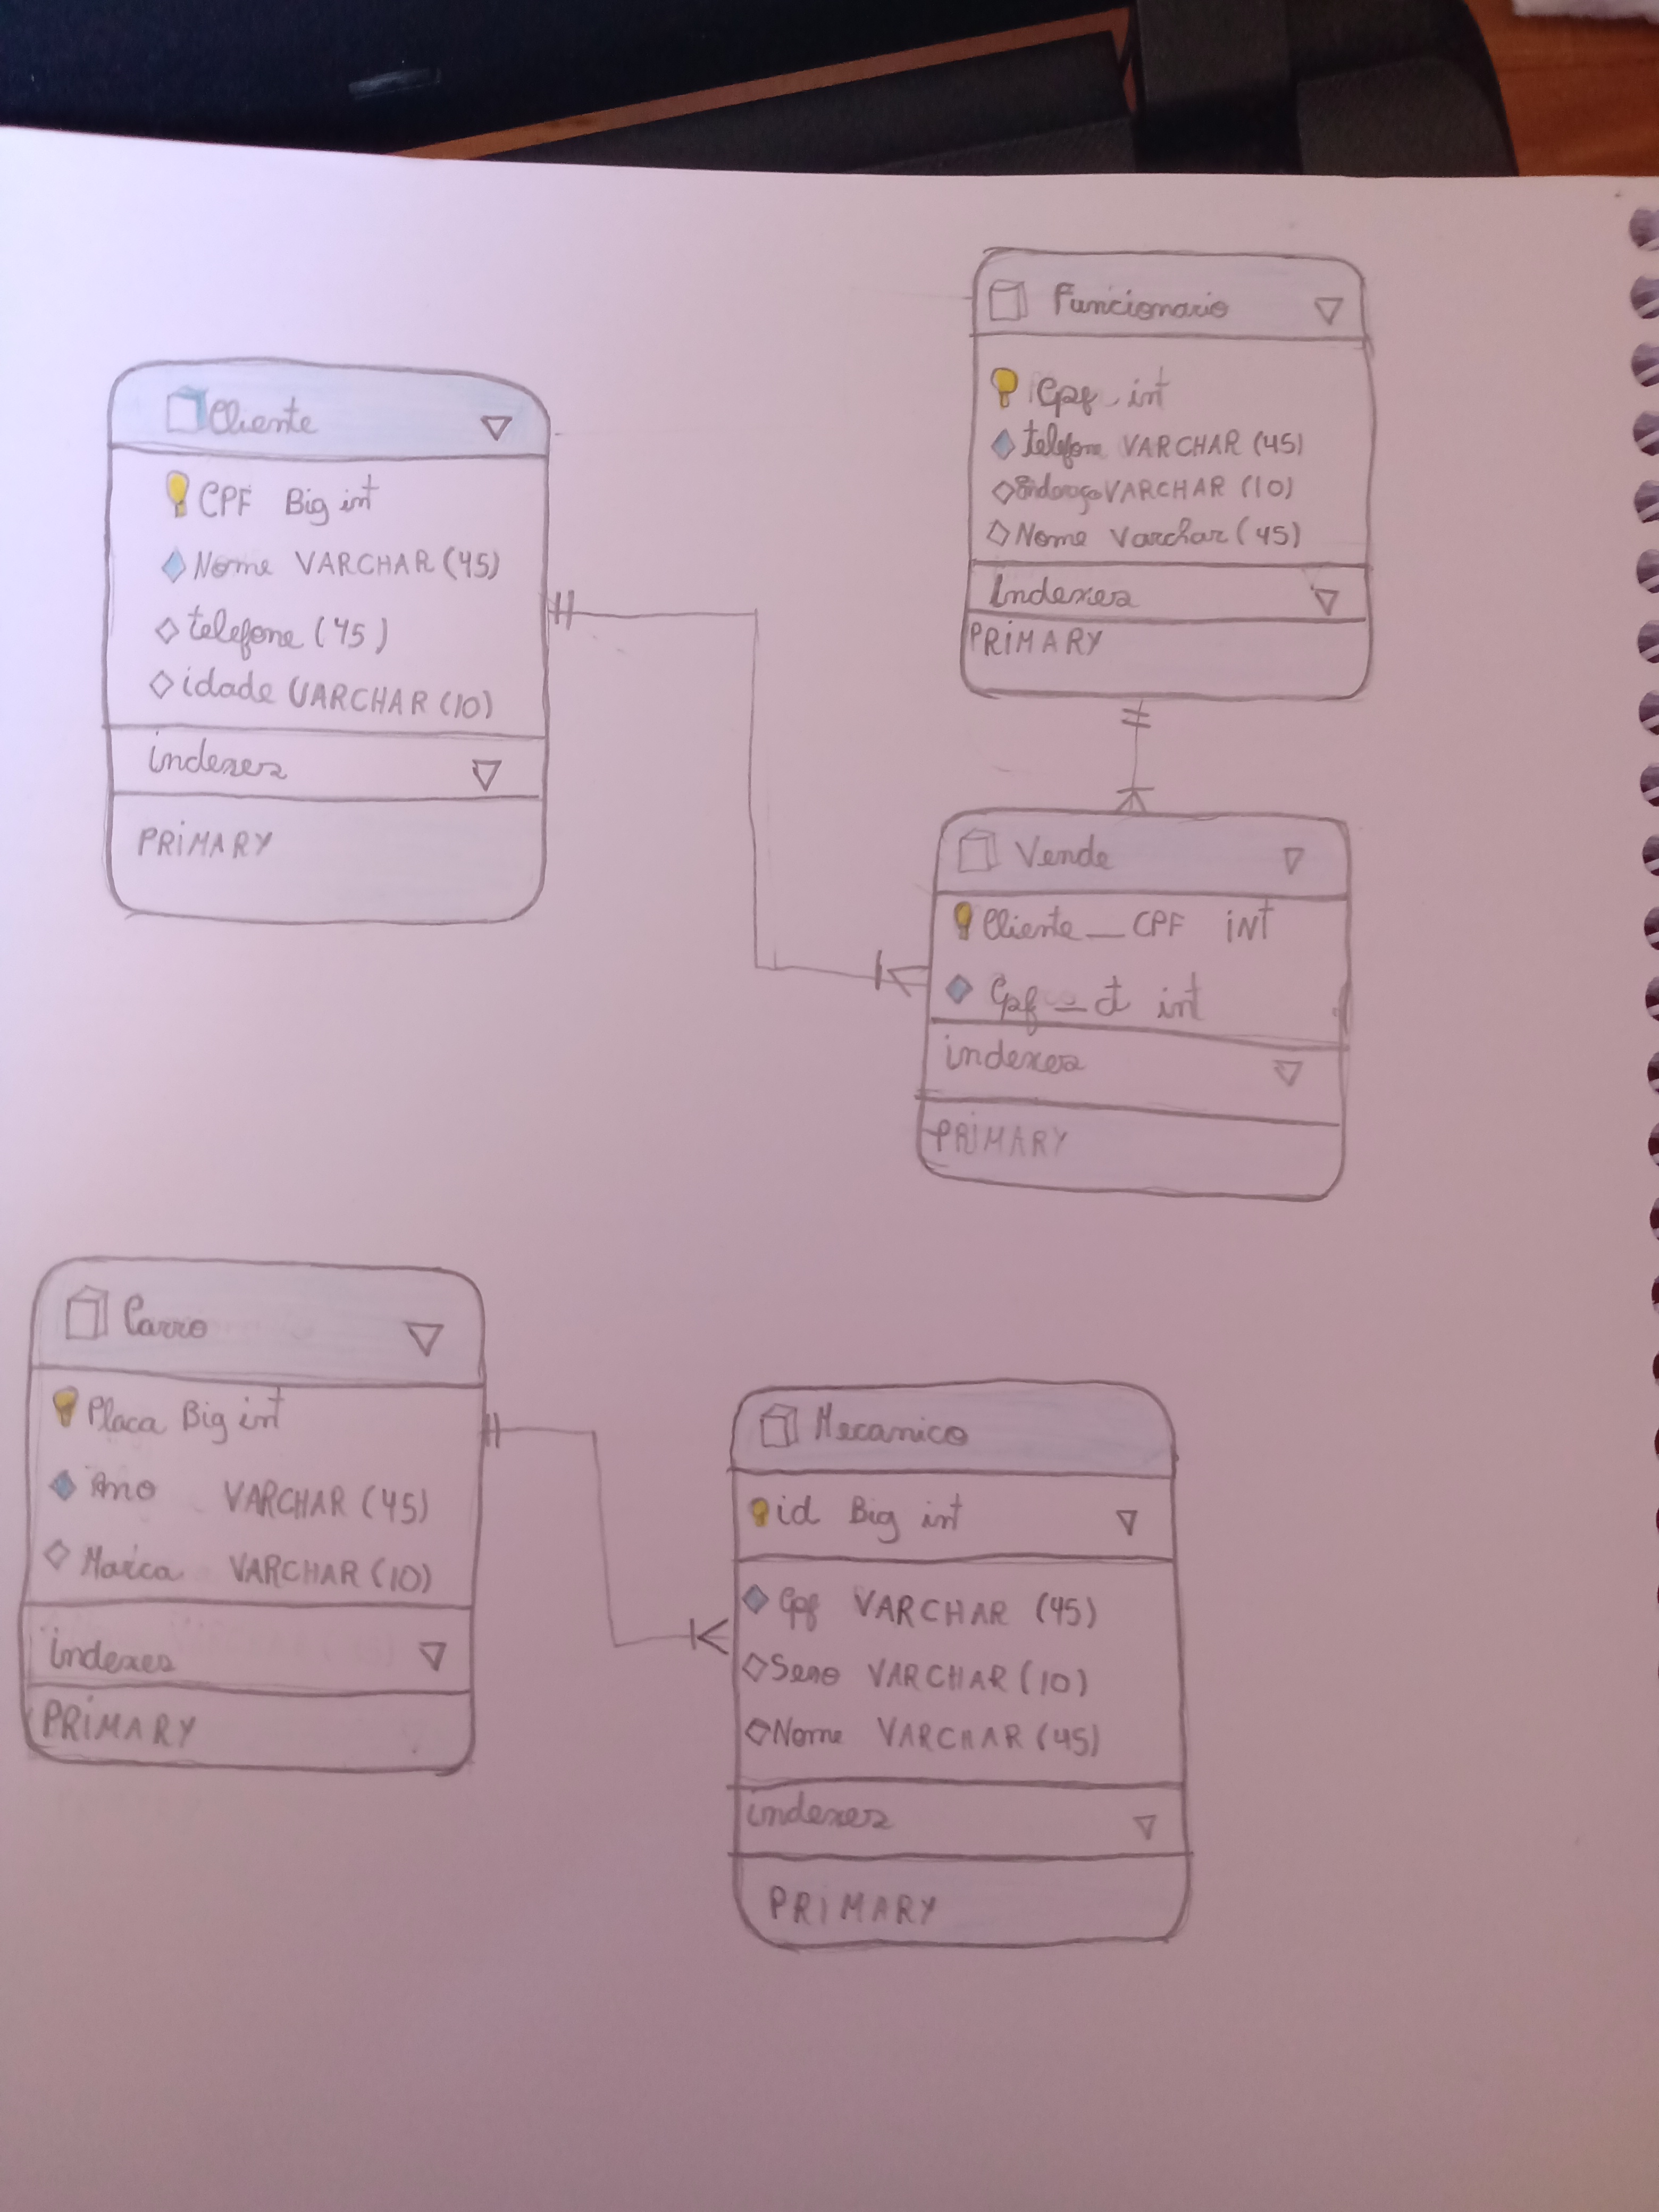 Cliente
CPF Big int
Nome VARCHAR (45)
telefone (45)
idade VARCHAR (10)
indexes
PRIMARY
Funcionario
Cpf int
telefone VARCHAR (45)
Endereço VARCHAR (10)
Nome Varchar (45)
Indexes
PRIMARY
Vende
Cliente_CPF INT
Cpf_ct int
indexes
PRIMARY
Carro
Placa Big int
Ano VARCHAR (45)
Marca VARCHAR (10)
indexes
PRIMARY
Mecanico
id Big int
Cpf VARCHAR (45)
Sexo VARCHAR (10)
Nome VARCHAR (45)
indexes
PRIMARY